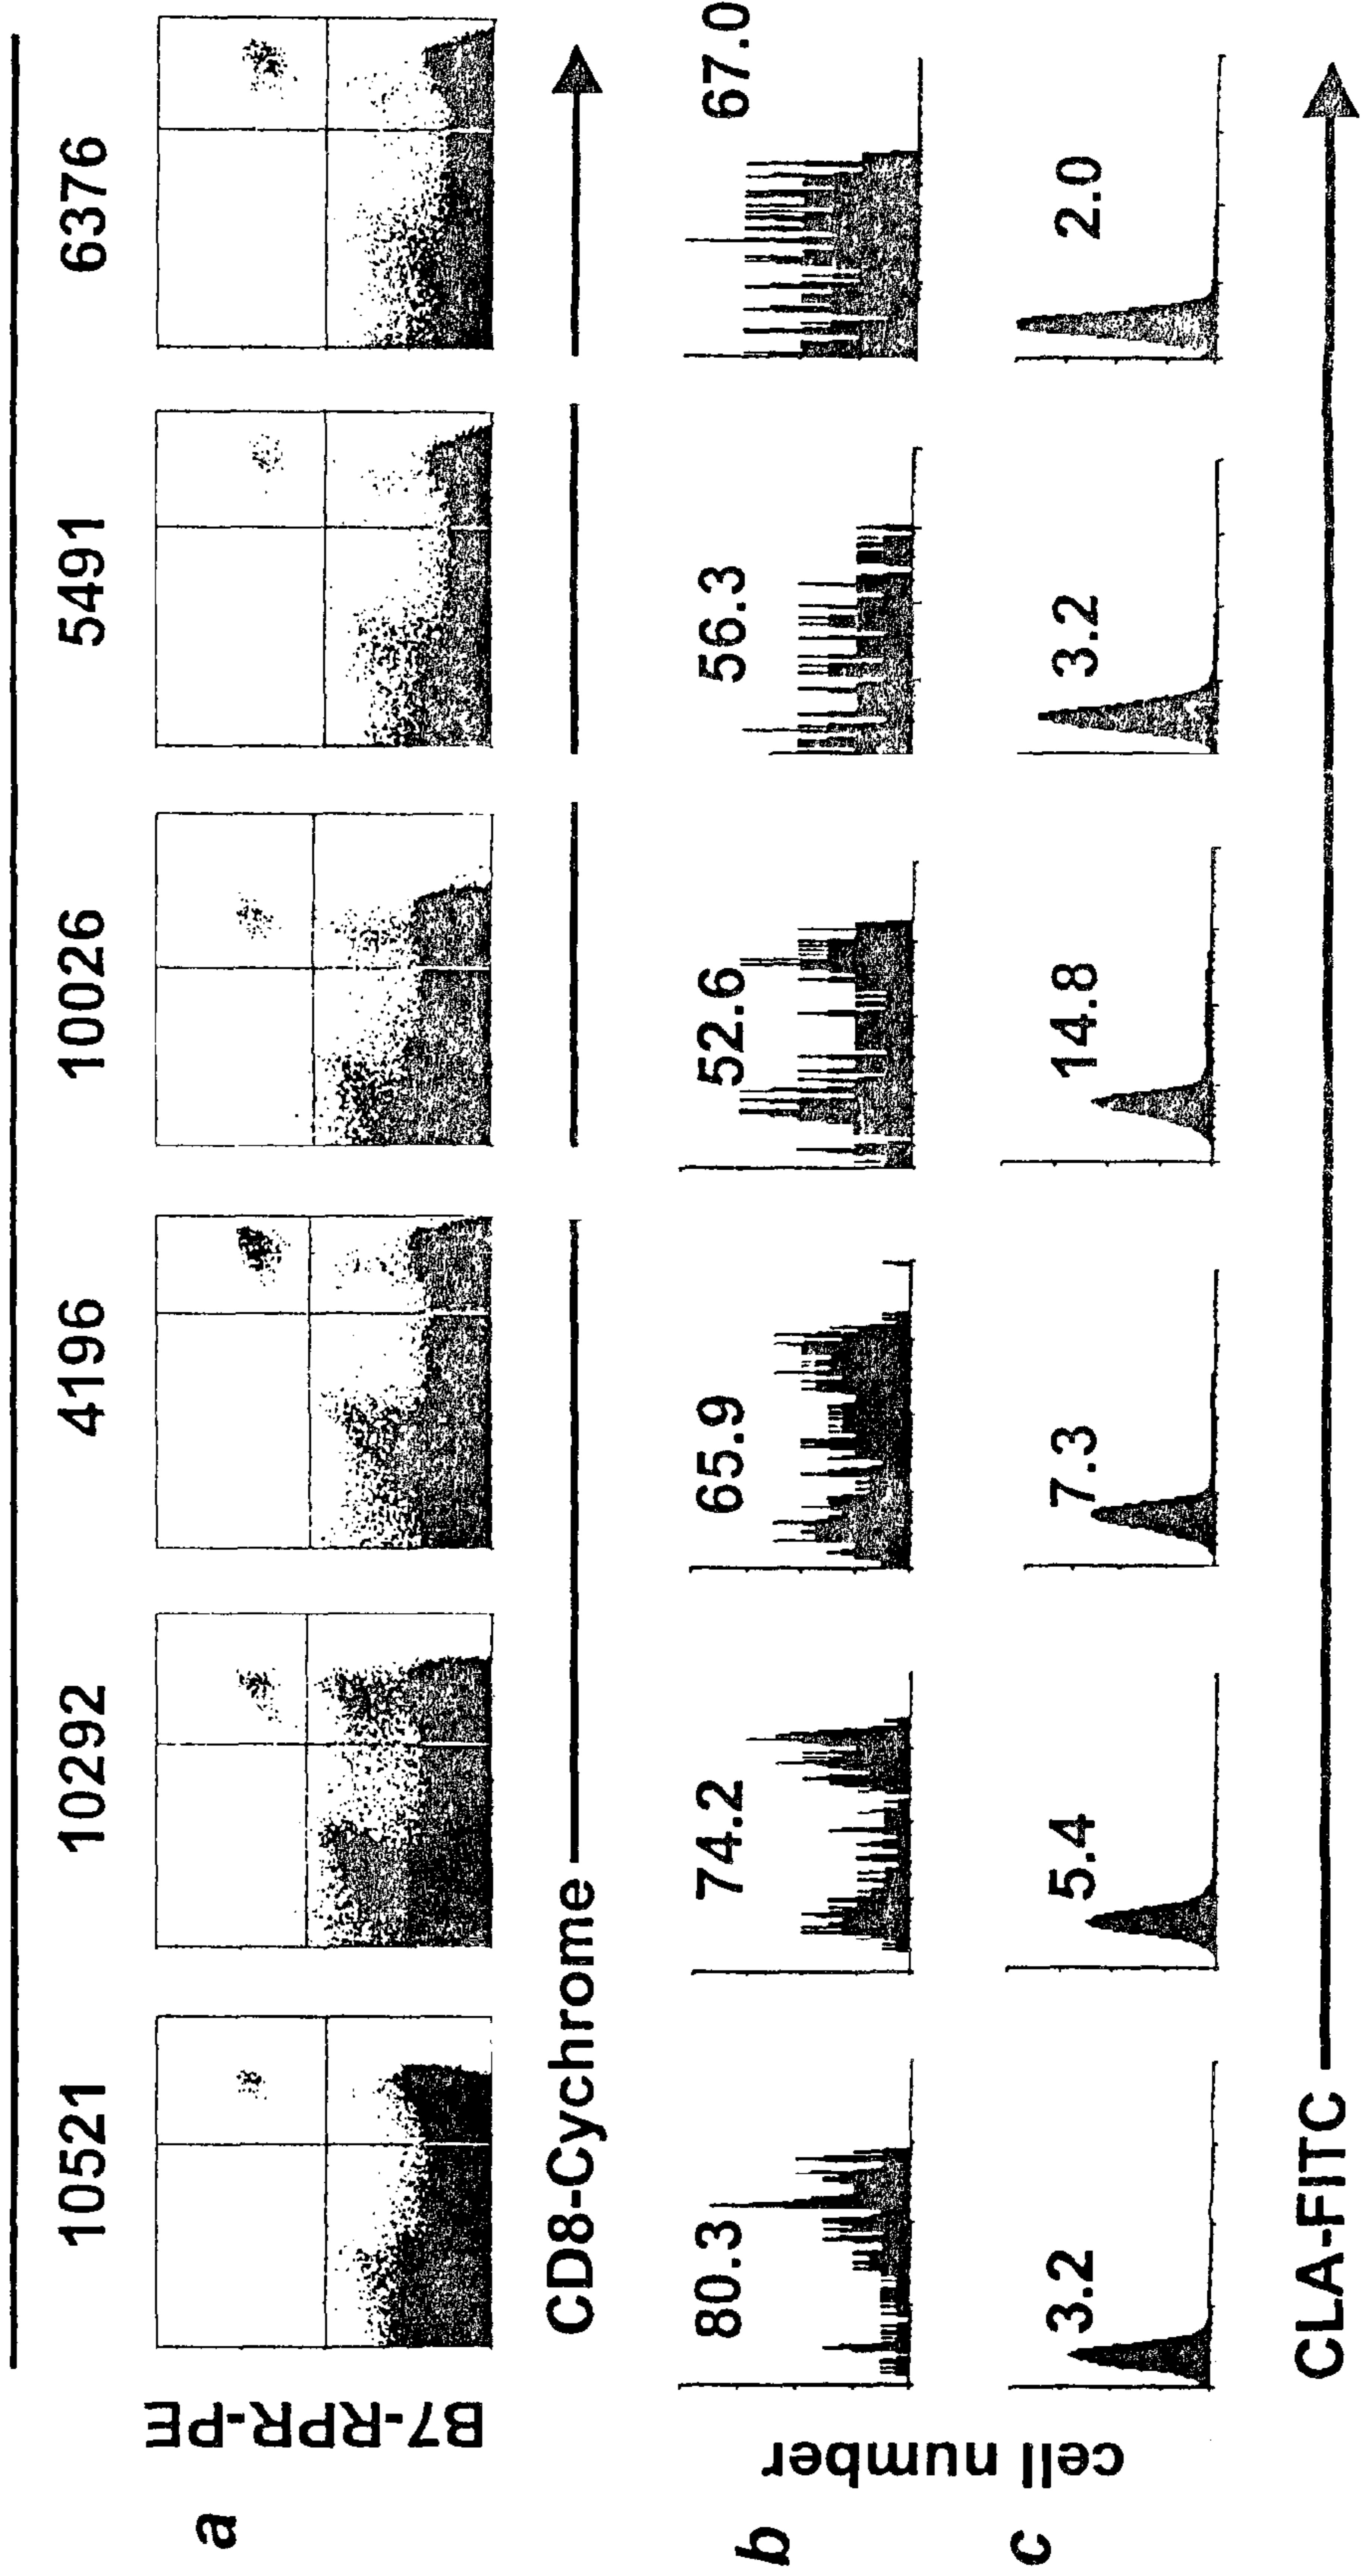 10521 10292 4196 10026 5491 6376
a
B7-RPR-PE
CD8-Cychrome
b
80.3 74.2 65.9 52.6 56.3 67.0
cell number
c
3.2 5.4 7.3 14.8 3.2 2.0
CLA-FITC